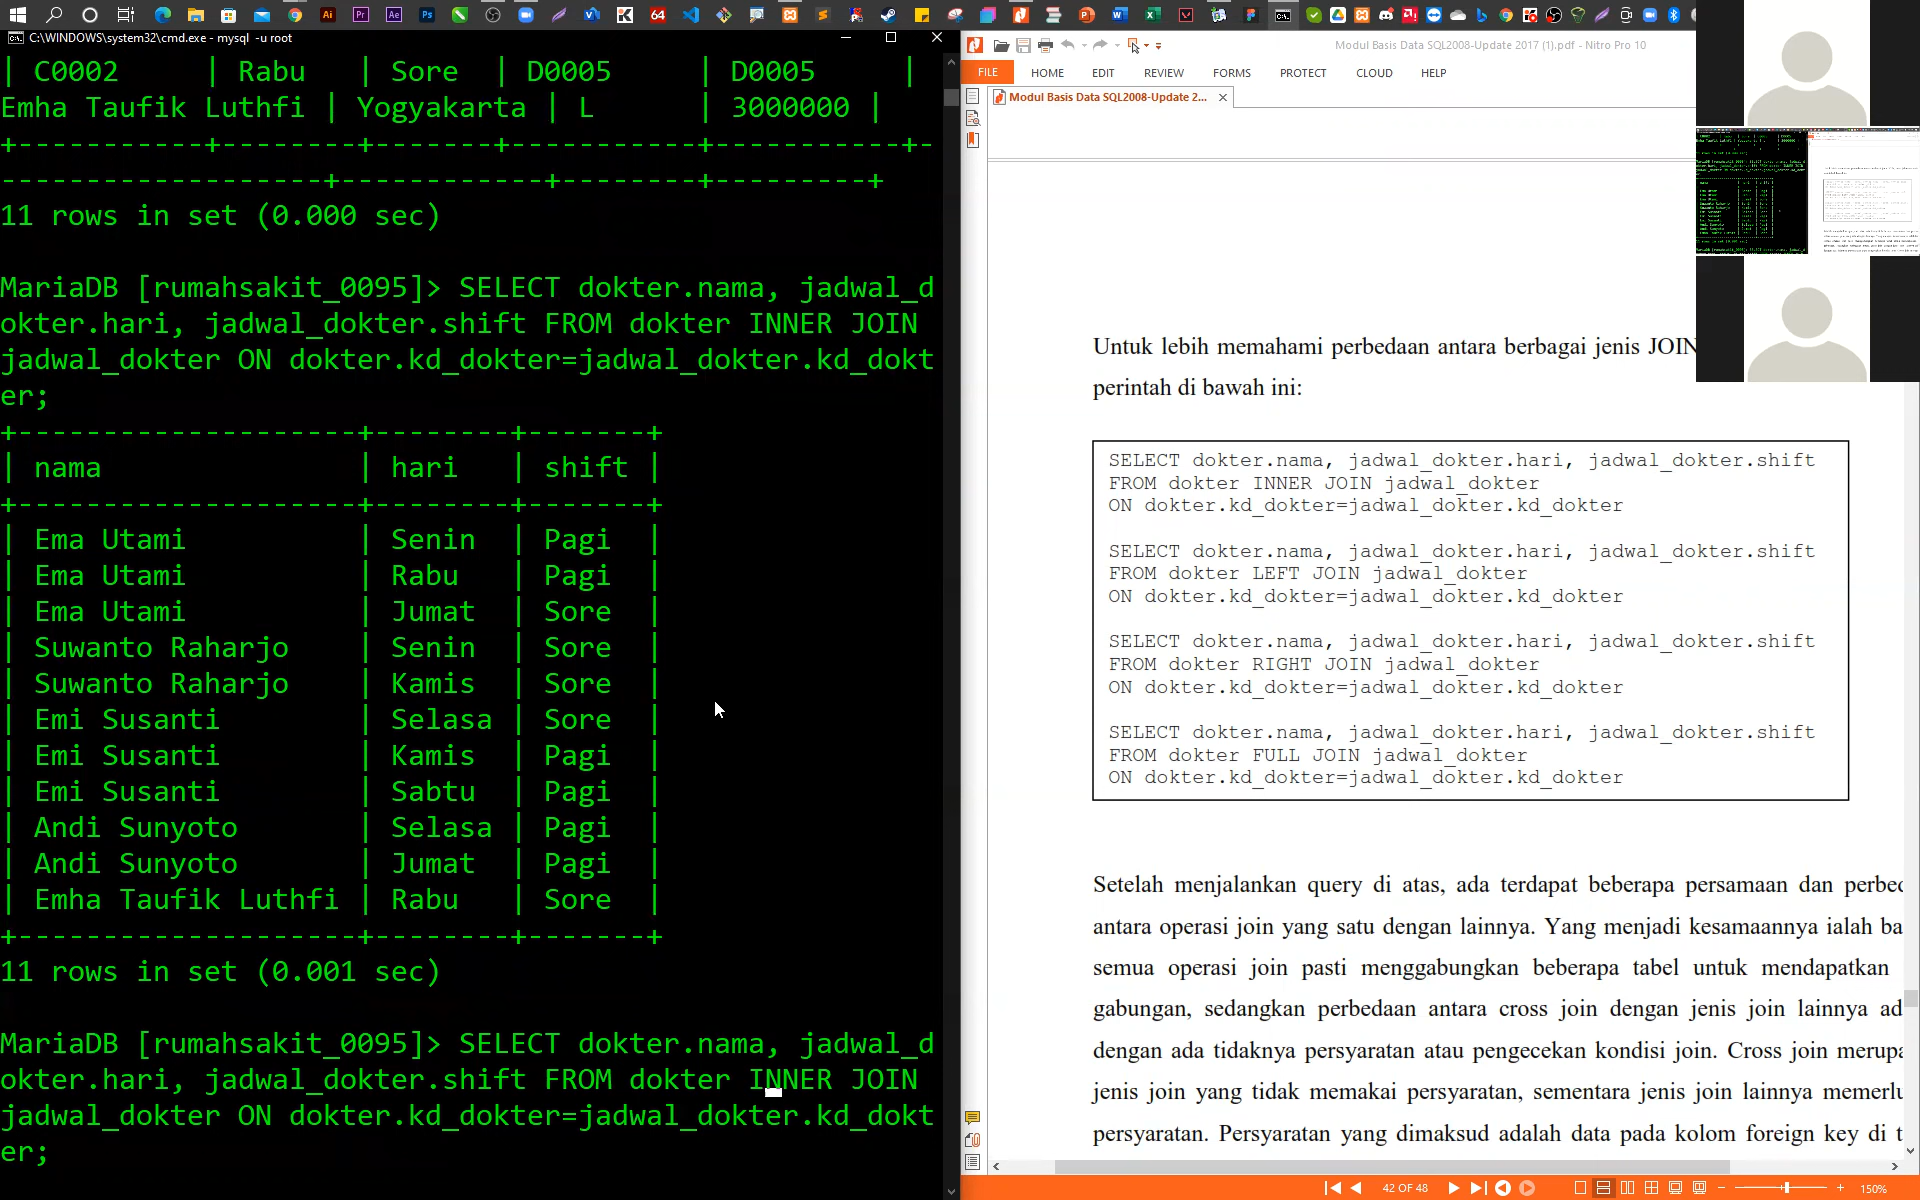 C:\WINDOWS\system32\cmd.exe - mysql -u root
| C0002 | Rabu | Sore | D0005 | D0005 |
Emha Taufik Luthfi | Yogyakarta | L | 3000000 |
+------------+--------+-------+------------+------------+-
-------------------+------------+--------+---------+
11 rows in set (0.000 sec)
MariaDB [rumahsakit_0095]> SELECT dokter.nama, jadwal_d
okter.hari, jadwal_dokter.shift FROM dokter INNER JOIN
jadwal_dokter ON dokter.kd_dokter=jadwal_dokter.kd_dokt
er;
+--------------------+--------+-------+
| nama | hari | shift |
+--------------------+--------+-------+
| Ema Utami | Senin | Pagi |
| Ema Utami | Rabu | Pagi |
| Ema Utami | Jumat | Sore |
| Suwanto Raharjo | Senin | Sore |
| Suwanto Raharjo | Kamis | Sore |
| Emi Susanti | Selasa | Sore |
| Emi Susanti | Kamis | Pagi |
| Emi Susanti | Sabtu | Pagi |
| Andi Sunyoto | Selasa | Pagi |
| Andi Sunyoto | Jumat | Pagi |
| Emha Taufik Luthfi | Rabu | Sore |
+--------------------+--------+-------+
11 rows in set (0.001 sec)
MariaDB [rumahsakit_0095]> SELECT dokter.nama, jadwal_d
okter.hari, jadwal_dokter.shift FROM dokter INNER JOIN
jadwal_dokter ON dokter.kd_dokter=jadwal_dokter.kd_dokt
er;
Modul Basis Data SQL2008-Update 2017 (1).pdf - Nitro Pro 10
FILE HOME EDIT REVIEW FORMS PROTECT CLOUD HELP
Modul Basis Data SQL2008-Update 2...
Untuk lebih memahami perbedaan antara berbagai jenis JOIN
perintah di bawah ini:
SELECT dokter.nama, jadwal_dokter.hari, jadwal_dokter.shift
FROM dokter INNER JOIN jadwal_dokter
ON dokter.kd_dokter=jadwal_dokter.kd_dokter
SELECT dokter.nama, jadwal_dokter.hari, jadwal_dokter.shift
FROM dokter LEFT JOIN jadwal_dokter
ON dokter.kd_dokter=jadwal_dokter.kd_dokter
SELECT dokter.nama, jadwal_dokter.hari, jadwal_dokter.shift
FROM dokter RIGHT JOIN jadwal_dokter
ON dokter.kd_dokter=jadwal_dokter.kd_dokter
SELECT dokter.nama, jadwal_dokter.hari, jadwal_dokter.shift
FROM dokter FULL JOIN jadwal_dokter
ON dokter.kd_dokter=jadwal_dokter.kd_dokter
Setelah menjalankan query di atas, ada terdapat beberapa persamaan dan perbed
antara operasi join yang satu dengan lainnya. Yang menjadi kesamaannya ialah ba
semua operasi join pasti menggabungkan beberapa tabel untuk mendapatkan
gabungan, sedangkan perbedaan antara cross join dengan jenis join lainnya ad
dengan ada tidaknya persyaratan atau pengecekan kondisi join. Cross join merupa
jenis join yang tidak memakai persyaratan, sementara jenis join lainnya memerlu
persyaratan. Persyaratan yang dimaksud adalah data pada kolom foreign key di t
42 OF 48
150%